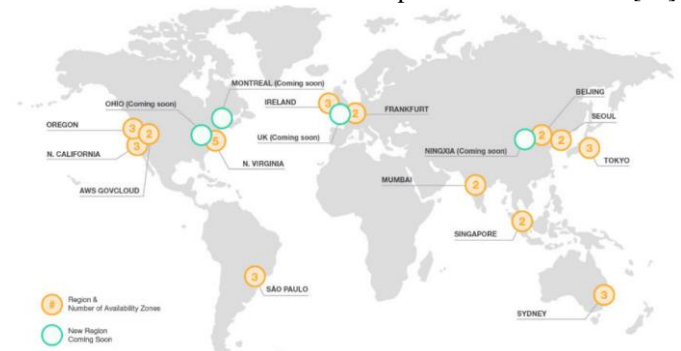 MONTREAL (Coming soon)
OHIO (Coming soon)
IRELAND
3
2
FRANKFURT
BEIJING
SEOUL
OREGON
3
2
5
UK (Coming soon)
NINGXIA (Coming soon)
2
2
3
N. CALIFORNIA
3
N. VIRGINIA
TOKYO
AWS GOVCLOUD
MUMBAI
2
SINGAPORE
2
3
SÃO PAULO
3
SYDNEY
# Region &
Number of Availability Zones
New Region
Coming Soon